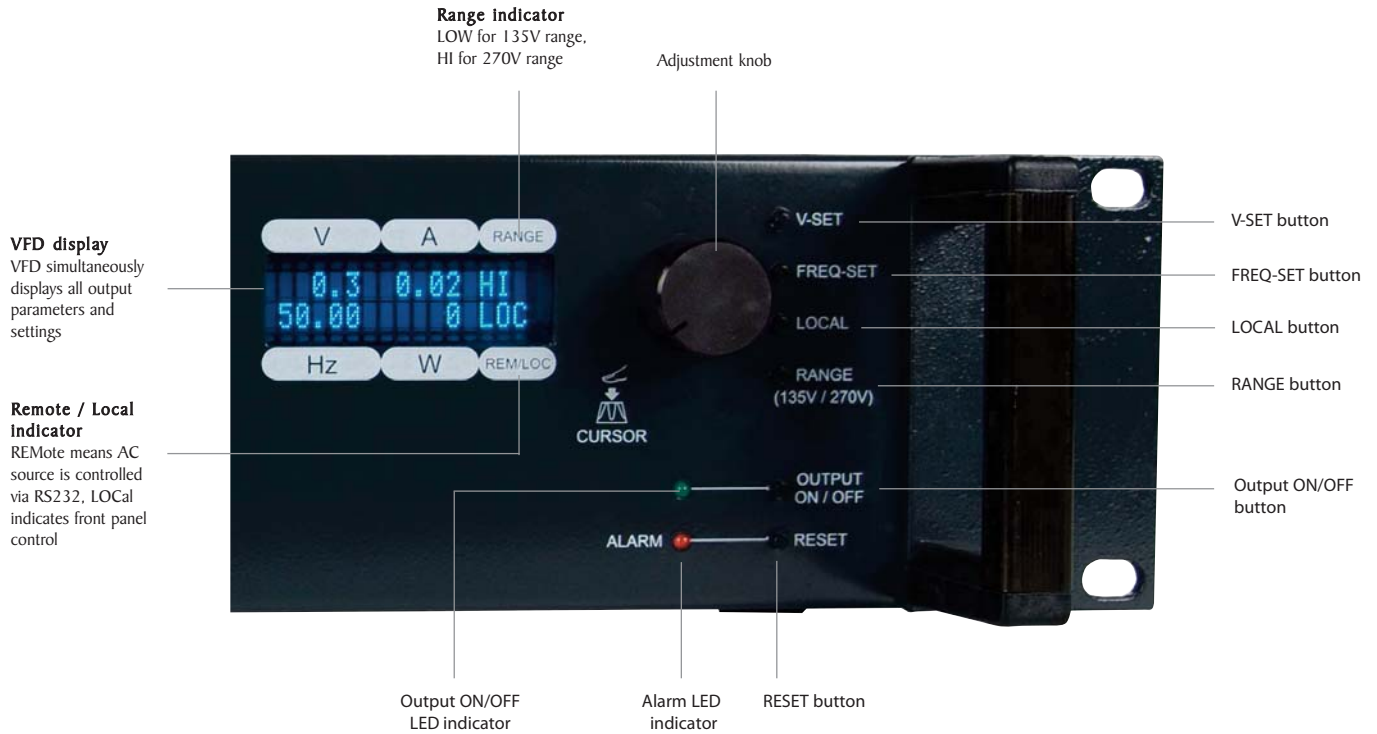 Range indicator
LOW for 135V range,
HI for 270V range
Adjustment knob
VFD display
VFD simultaneously
displays all output
parameters and
settings
Remote / Local
indicator
REMote means AC
source is controlled
via RS232, LOCal
indicates front panel
control
V A RANGE
0.3 0.02 HI
50.00 0 LOC
Hz W REM/LOC
CURSOR
V-SET
FREQ-SET
LOCAL
RANGE
(135V / 270V)
OUTPUT
ON / OFF
ALARM RESET
V-SET button
FREQ-SET button
LOCAL button
RANGE button
Output ON/OFF
button
Output ON/OFF
LED indicator
Alarm LED
indicator
RESET button